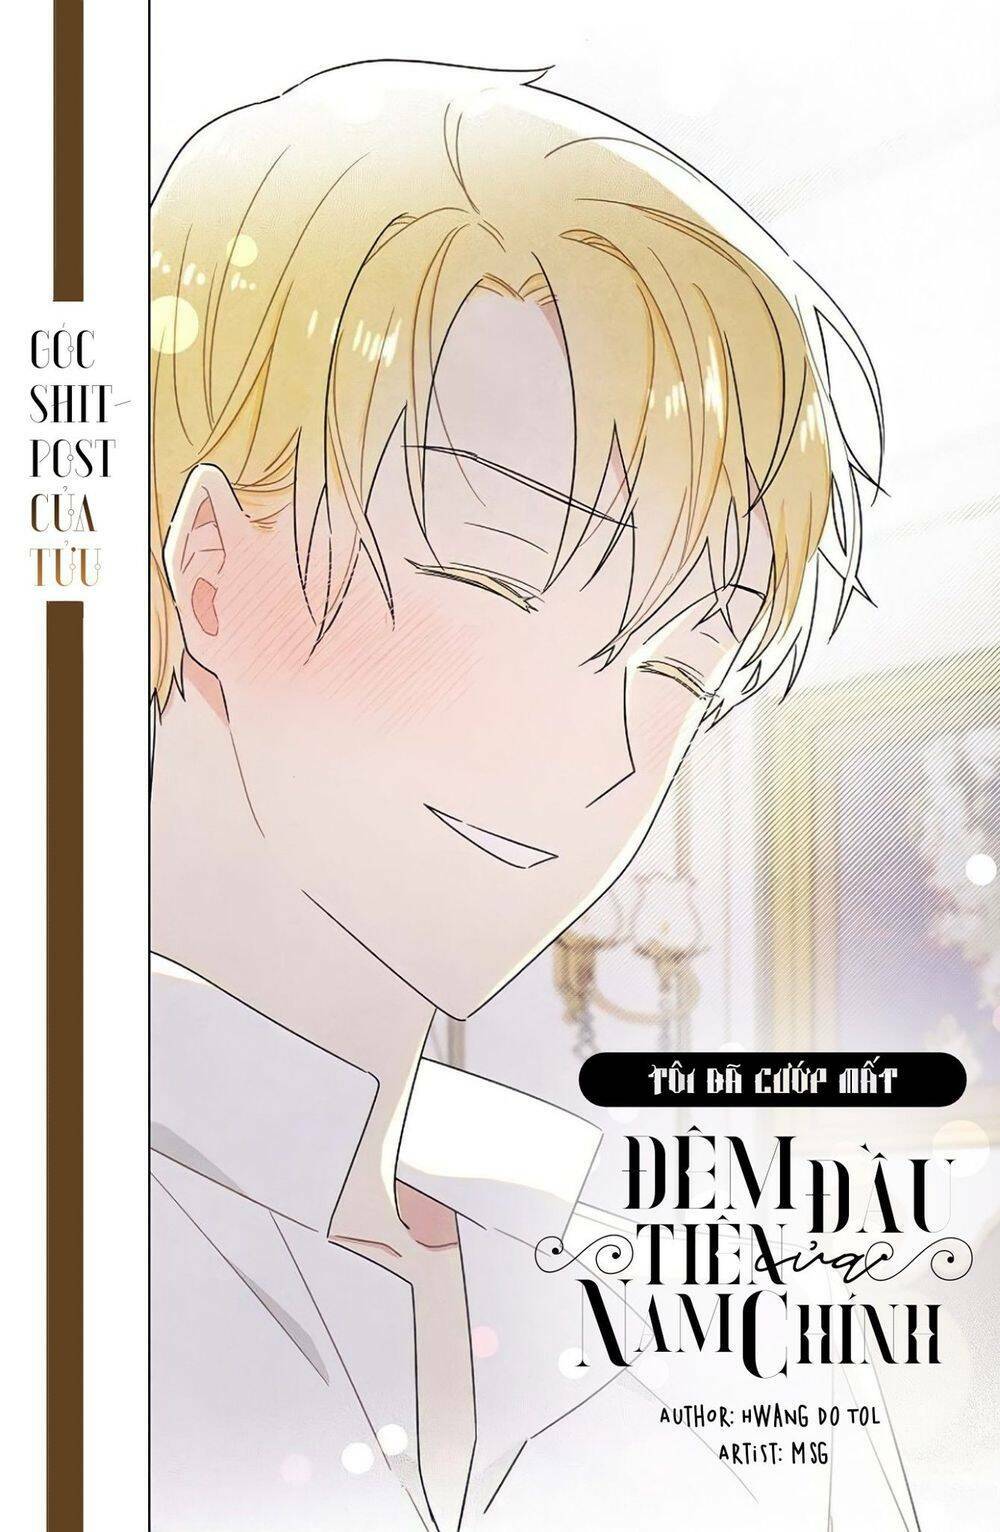 GÓC
SHIT-
POST
CỦA
TỬU
TÔI ĐÃ CƯỚP MẤT
ĐÊM ĐẦU
TIÊN của
NAM CHÍNH
AUTHOR: HWANG DO TOL
ARTIST: MSG